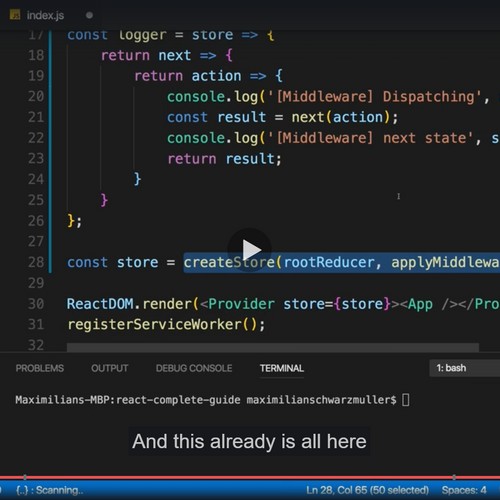 JS index.js
17 const logger = store => {
18 return next => {
19 return action => {
20 console.log('[Middleware] Dispatching',
21 const result = next(action);
22 console.log('[Middleware] next state', s
23 return result;
24 }
25 }
26 };
27
28 const store = createStore(rootReducer, applyMiddlewa
29
30 ReactDOM.render(<Provider store={store}><App /></Pro
31 registerServiceWorker();
32
PROBLEMS OUTPUT DEBUG CONSOLE TERMINAL 1: bash
Maximilians-MBP:react-complete-guide maximilianschwarzmuller$
And this already is all here
{..} : Scanning.. Ln 28, Col 65 (50 selected) Spaces: 4